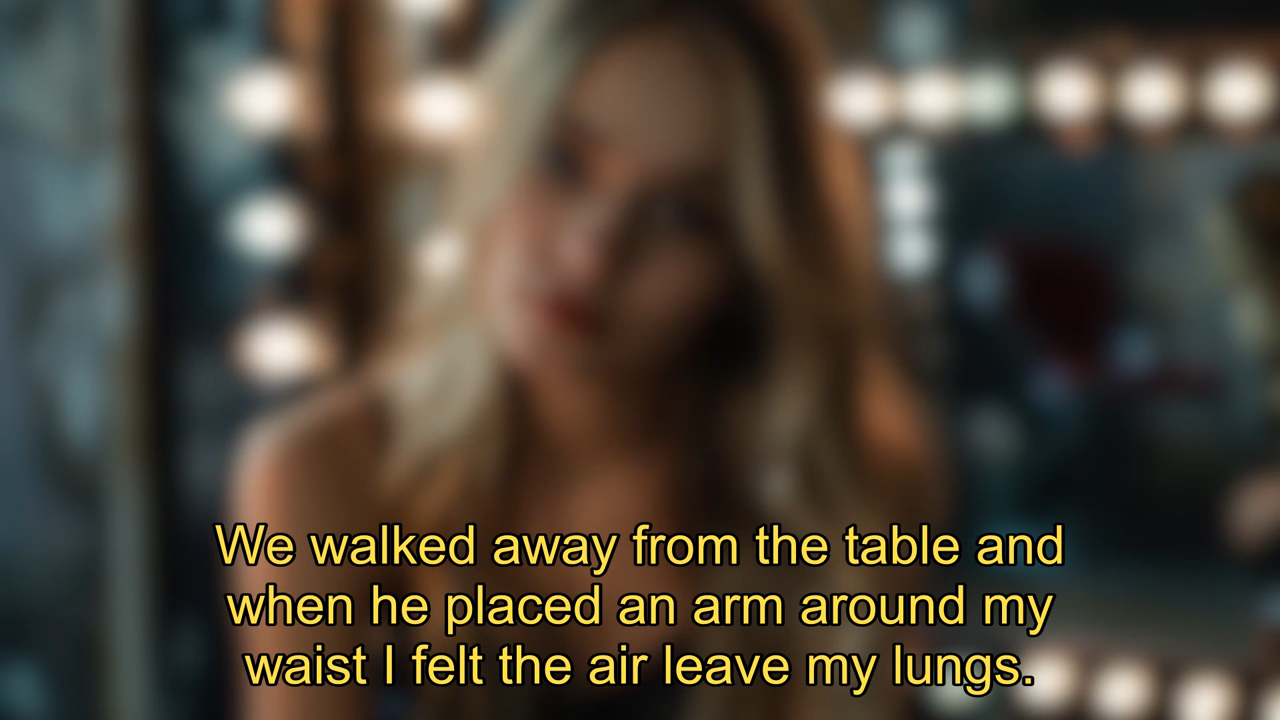 We walked away from the table and
when he placed an arm around my
waist I felt the air leave my lungs.